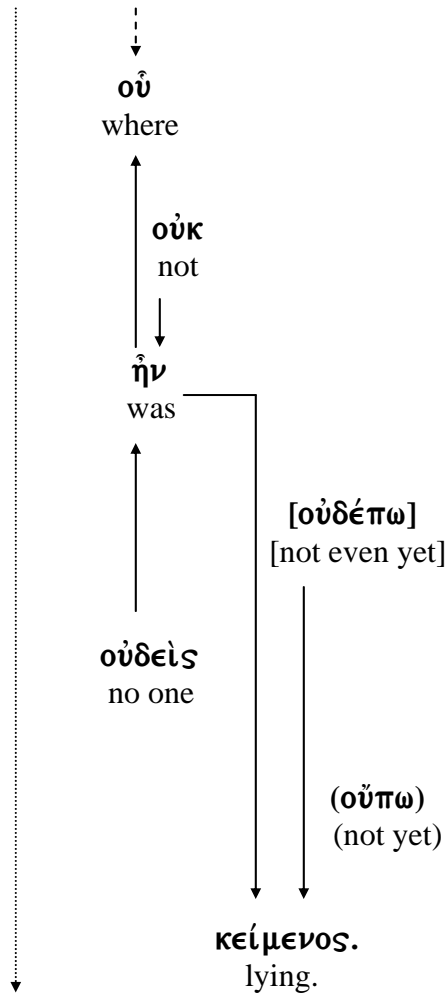 οὗ
where
οὐκ
not
ἦν
was
[οὐδέπω]
[not even yet]
οὐδεὶς
no one
(οὔπω)
(not yet)
κείμενος.
lying.